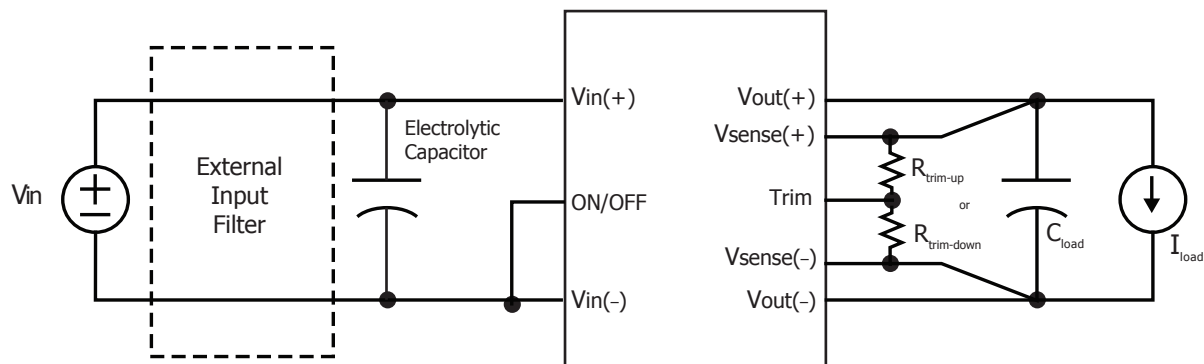 Vin
External
Input
Filter
Electrolytic
Capacitor
Vin(+)
ON/OFF
Vin(–)
Vout(+)
Vsense(+)
Trim
Vsense(–)
Vout(–)
Rtrim-up
or
Rtrim-down
Cload
Iload